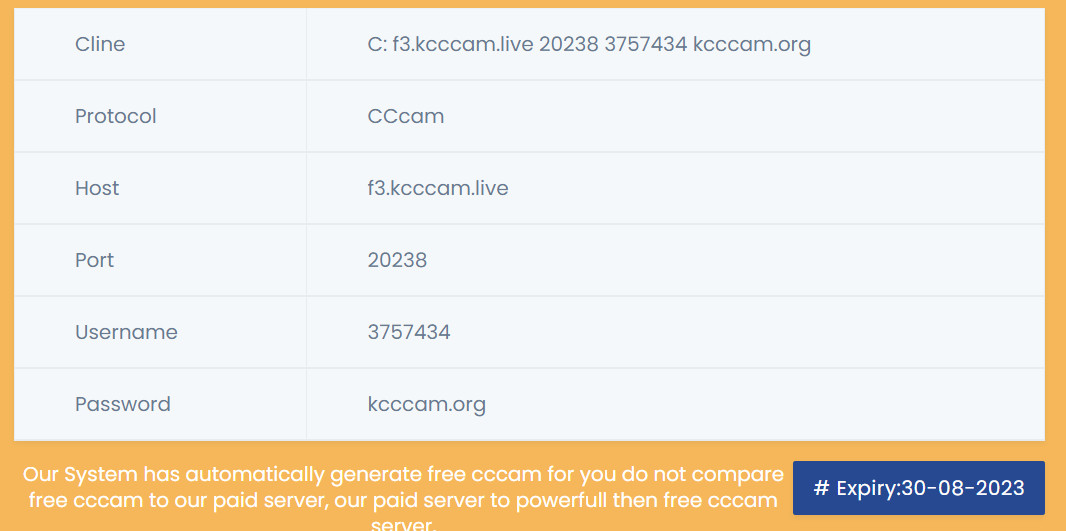 Cline C: f3.kcccam.live 20238 3757434 kcccam.org
Protocol CCcam
Host f3.kcccam.live
Port 20238
Username 3757434
Password kcccam.org
Our System has automatically generate free cccam for you do not compare
free cccam to our paid server, our paid server to powerfull then free cccam
server.
# Expiry:30-08-2023